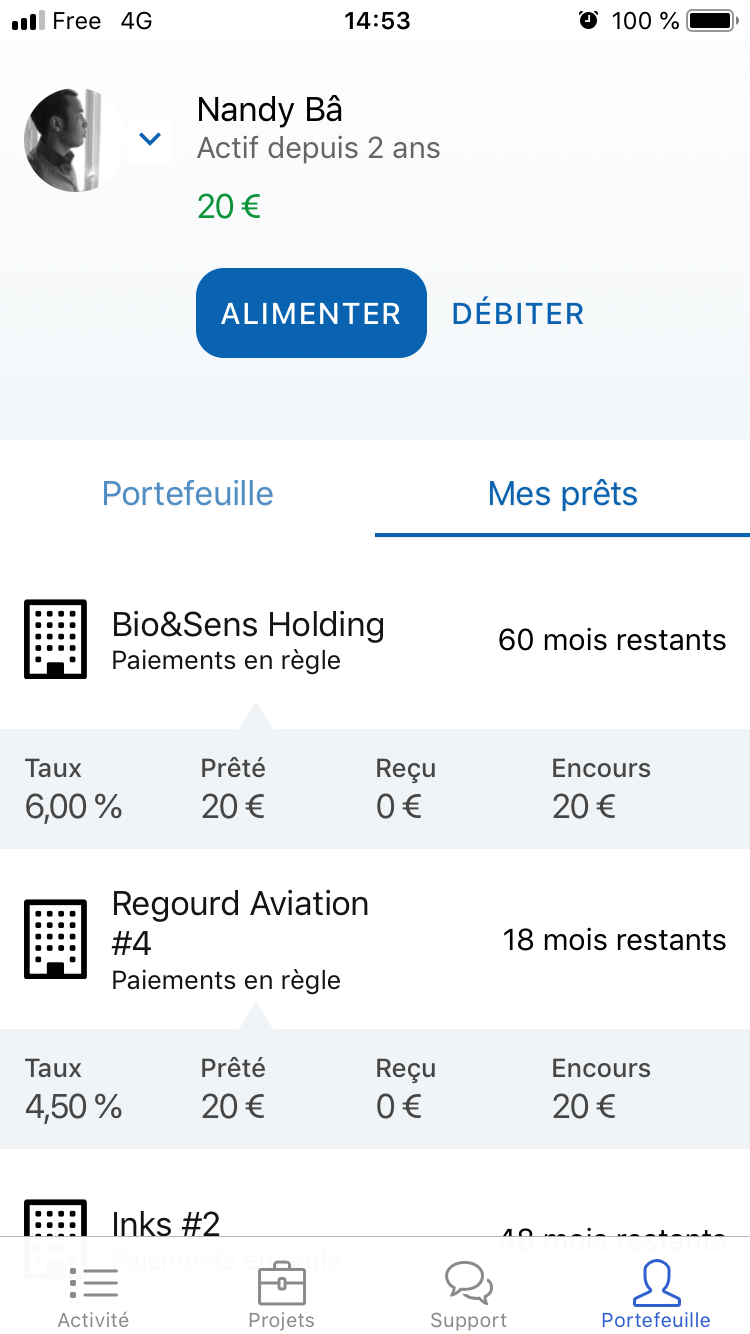 Free 4G 14:53 100 %
Nandy Bâ
Actif depuis 2 ans
20 €
ALIMENTER DÉBITER
Portefeuille Mes prêts
Bio&Sens Holding
Paiements en règle
60 mois restants
Taux Prêté Reçu Encours
6,00 % 20 € 0 € 20 €
Regourd Aviation
#4
Paiements en règle
18 mois restants
Taux Prêté Reçu Encours
4,50 % 20 € 0 € 20 €
Inks #2
48 mois restants
Paiements en règle
Activité Projets Support Portefeuille